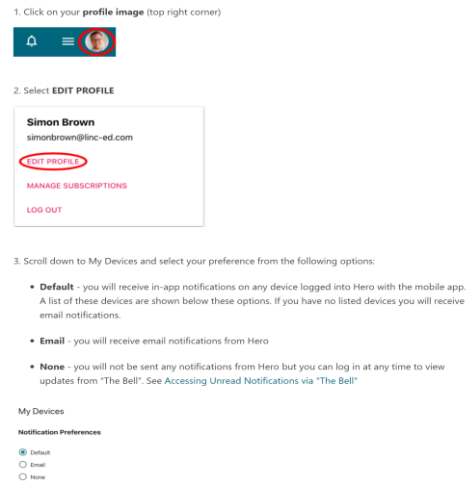 1. Click on your profile image (top right corner)
2. Select EDIT PROFILE
Simon Brown
simonbrown@linc-ed.com
EDIT PROFILE
MANAGE SUBSCRIPTIONS
LOG OUT
3. Scroll down to My Devices and select your preference from the following options:
• Default - you will receive in-app notifications on any device logged into Hero with the mobile app.
A list of these devices are shown below these options. If you have no listed devices you will receive
email notifications.
• Email - you will receive email notifications from Hero
• None - you will not be sent any notifications from Hero but you can log in at any time to view
updates from "The Bell". See Accessing Unread Notifications via "The Bell"
My Devices
Notification Preferences
Default
Email
None